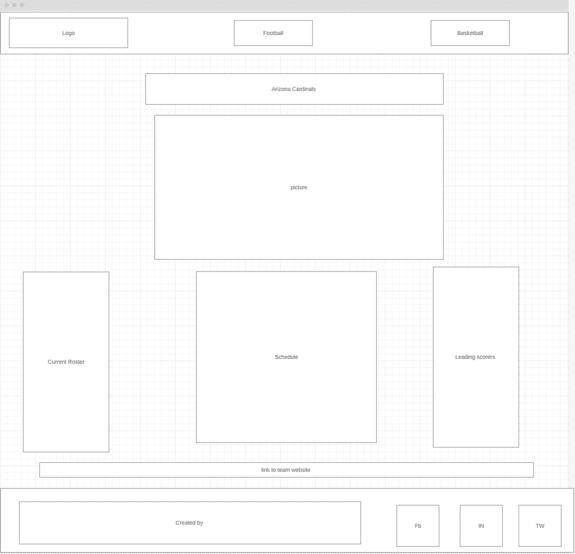 Logo
Football
Basketball
Arizona Cardinals
picture
Current Roster
Schedule
Leading scorers
link to team website
Created by
Fb
IN
TW